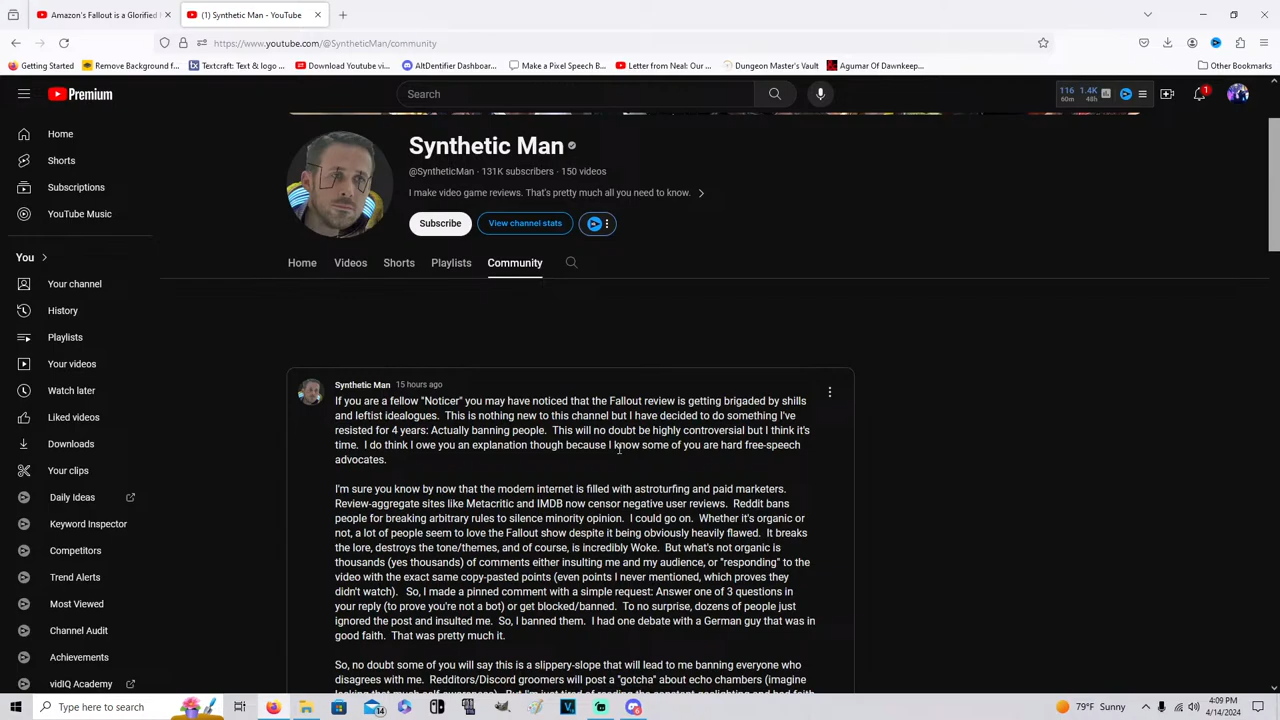 Amazon's Fallout is a Glorified
(1) Synthetic Man - YouTube
https://www.youtube.com/@SyntheticMan/community
Getting Started
Remove Background f...
Textcraft: Text & logo ...
Download Youtube vi...
AltDentifier Dashboar...
Make a Pixel Speech B...
Letter from Neal: Our ...
Dungeon Master's Vault
Agumar Of Dawnkeep...
Other Bookmarks
Premium
Search
116 1.4K
60m 48h
1
Home
Shorts
Subscriptions
YouTube Music
You
Your channel
History
Playlists
Your videos
Watch later
Liked videos
Downloads
Your clips
Daily Ideas
Keyword Inspector
Competitors
Trend Alerts
Most Viewed
Channel Audit
Achievements
vidIQ Academy
Synthetic Man
@SyntheticMan · 131K subscribers · 150 videos
I make video game reviews. That's pretty much all you need to know.
Subscribe
View channel stats
Home Videos Shorts Playlists Community
Synthetic Man 15 hours ago
If you are a fellow "Noticer" you may have noticed that the Fallout review is getting brigaded by shills
and leftist idealogues. This is nothing new to this channel but I have decided to do something I've
resisted for 4 years: Actually banning people. This will no doubt be highly controversial but I think it's
time. I do think I owe you an explanation though because I know some of you are hard free-speech
advocates.
I'm sure you know by now that the modern internet is filled with astroturfing and paid marketers.
Review-aggregate sites like Metacritic and IMDB now censor negative user reviews. Reddit bans
people for breaking arbitrary rules to silence minority opinion. I could go on. Whether it's organic or
not, a lot of people seem to love the Fallout show despite it being obviously heavily flawed. It breaks
the lore, destroys the tone/themes, and of course, is incredibly Woke. But what's not organic is
thousands (yes thousands) of comments either insulting me and my audience, or "responding" to the
video with the exact same copy-pasted points (even points I never mentioned, which proves they
didn't watch). So, I made a pinned comment with a simple request: Answer one of 3 questions in
your reply (to prove you're not a bot) or get blocked/banned. To no surprise, dozens of people just
ignored the post and insulted me. So, I banned them. I had one debate with a German guy that was in
good faith. That was pretty much it.
So, no doubt some of you will say this is a slippery-slope that will lead to me banning everyone who
disagrees with me. Redditors/Discord groomers will post a "gotcha" about echo chambers (imagine
Type here to search
14
79°F Sunny
4:09 PM
4/14/2024